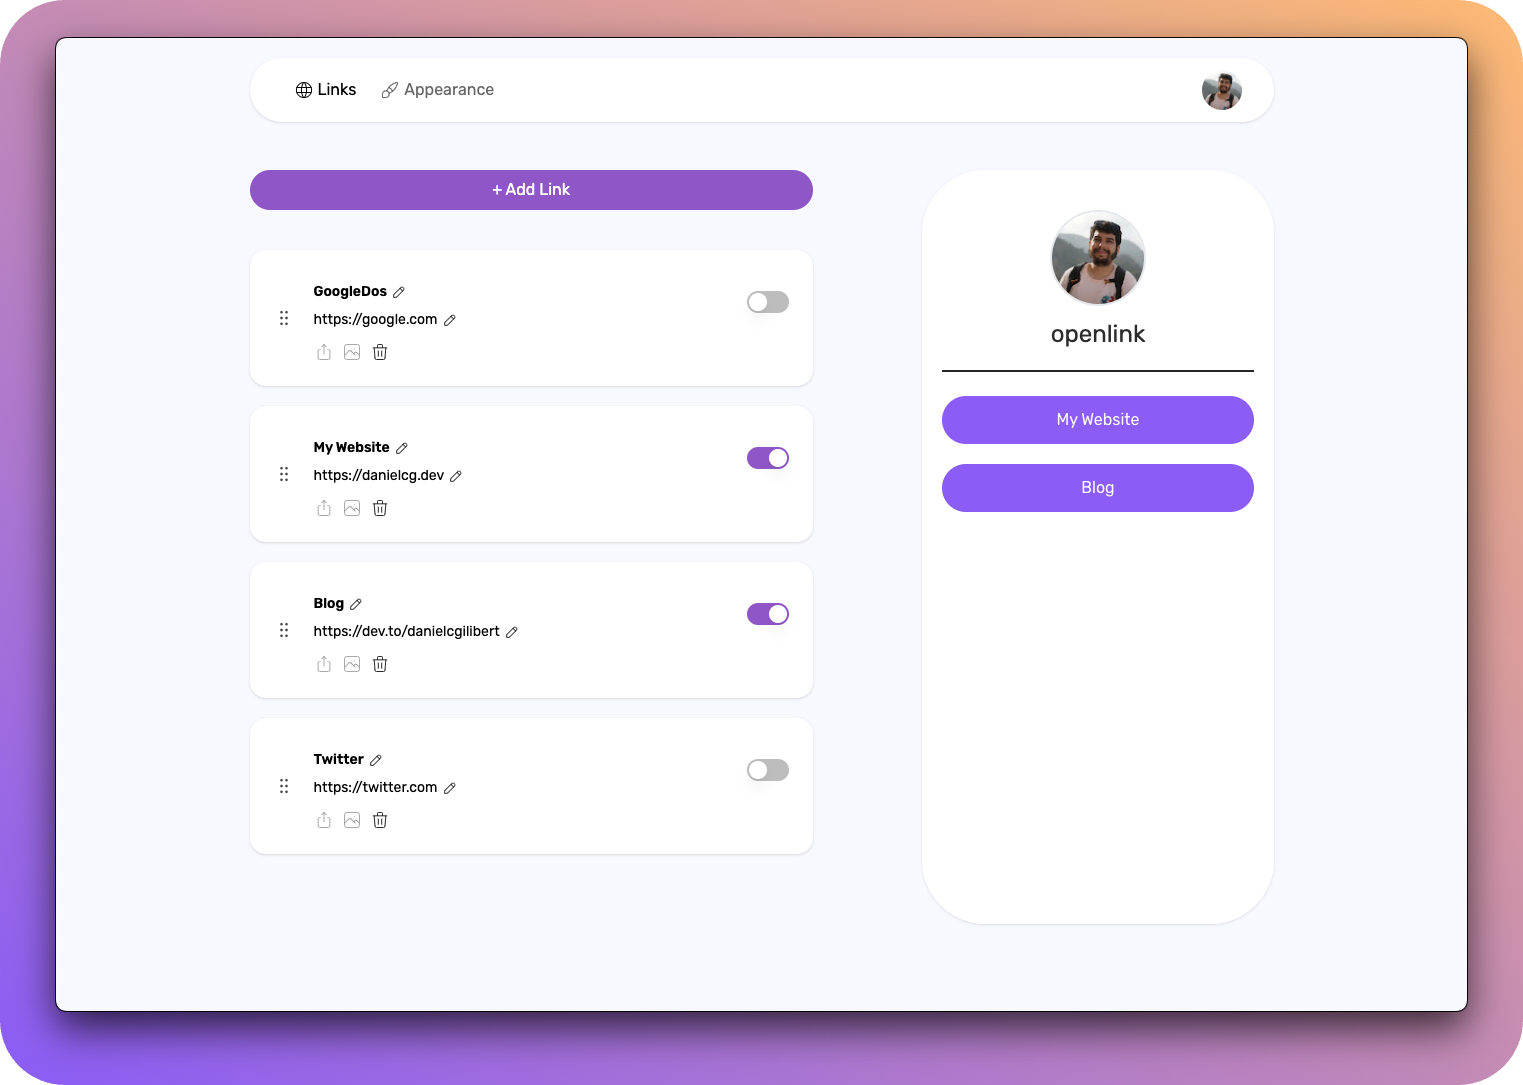 Links
Appearance
+ Add Link
GoogleDos
https://google.com
My Website
https://danielcg.dev
Blog
https://dev.to/danielcgilibert
Twitter
https://twitter.com
openlink
My Website
Blog